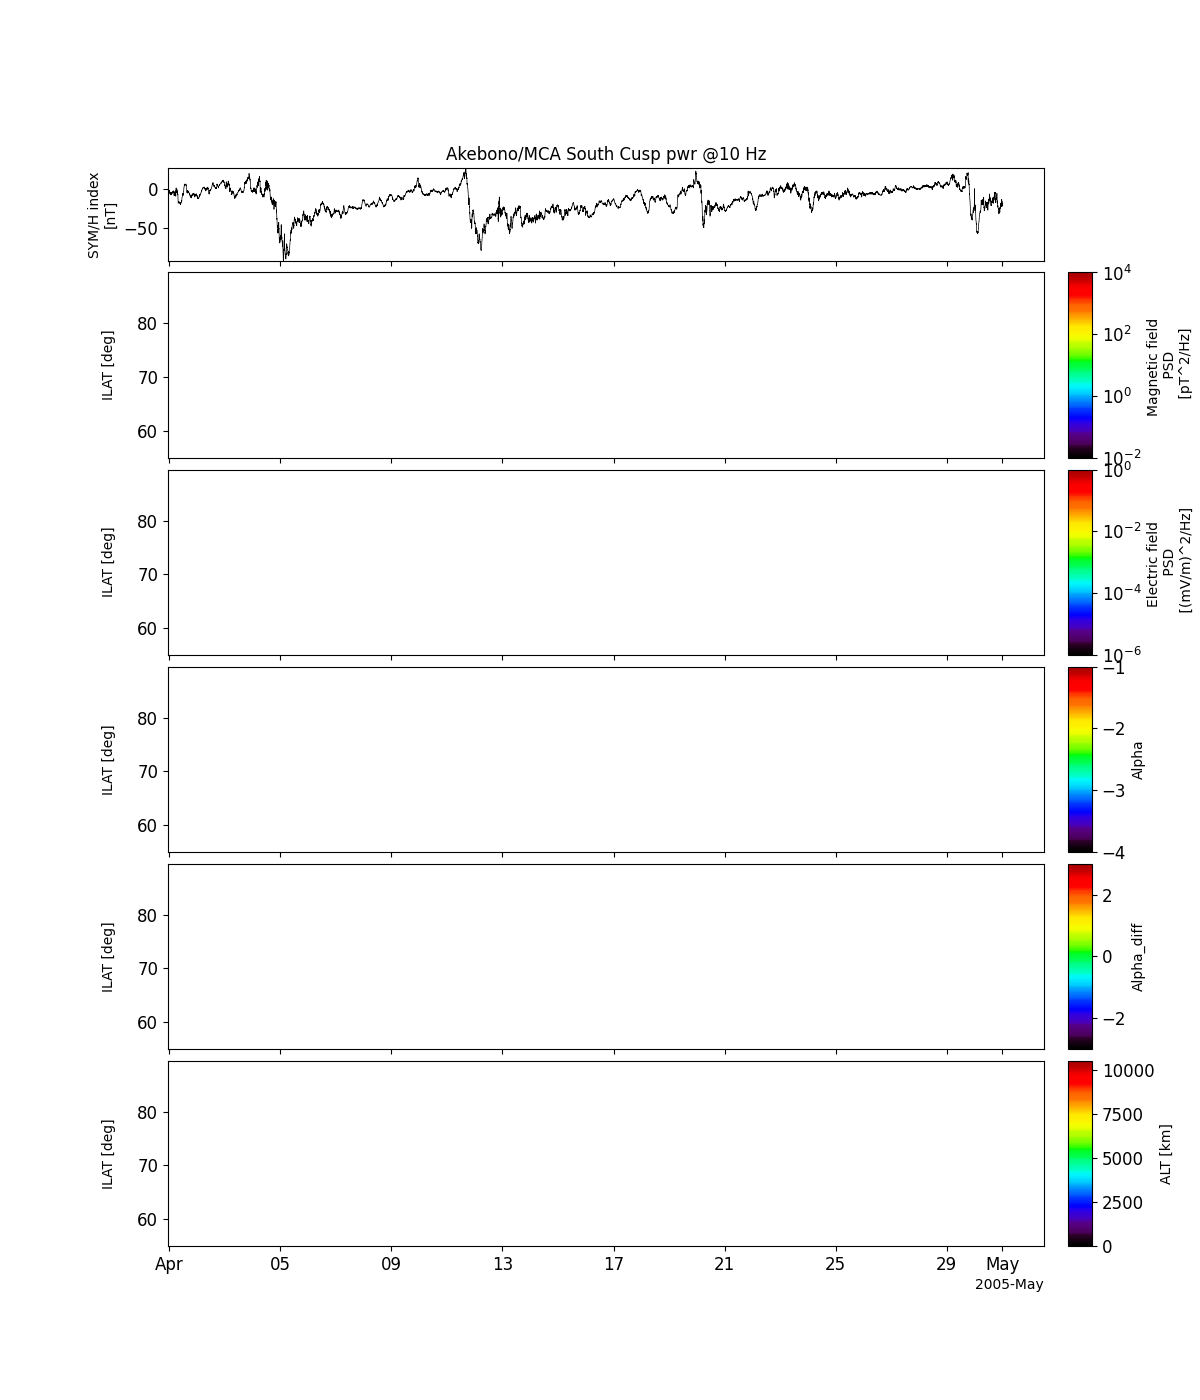 Akebono/MCA South Cusp pwr @10 Hz
SYM/H index
[nT]
0
−50
ILAT [deg]
80
70
60
10^4
10^2
10^0
10^−2
Magnetic field
PSD
[pT^2/Hz]
ILAT [deg]
80
70
60
10^0
10^−2
10^−4
10^−6
Electric field
PSD
[(mV/m)^2/Hz]
ILAT [deg]
80
70
60
−1
−2
−3
−4
Alpha
ILAT [deg]
80
70
60
2
0
−2
Alpha_diff
ILAT [deg]
80
70
60
10000
7500
5000
2500
0
ALT [km]
Apr 05 09 13 17 21 25 29 May
2005-May